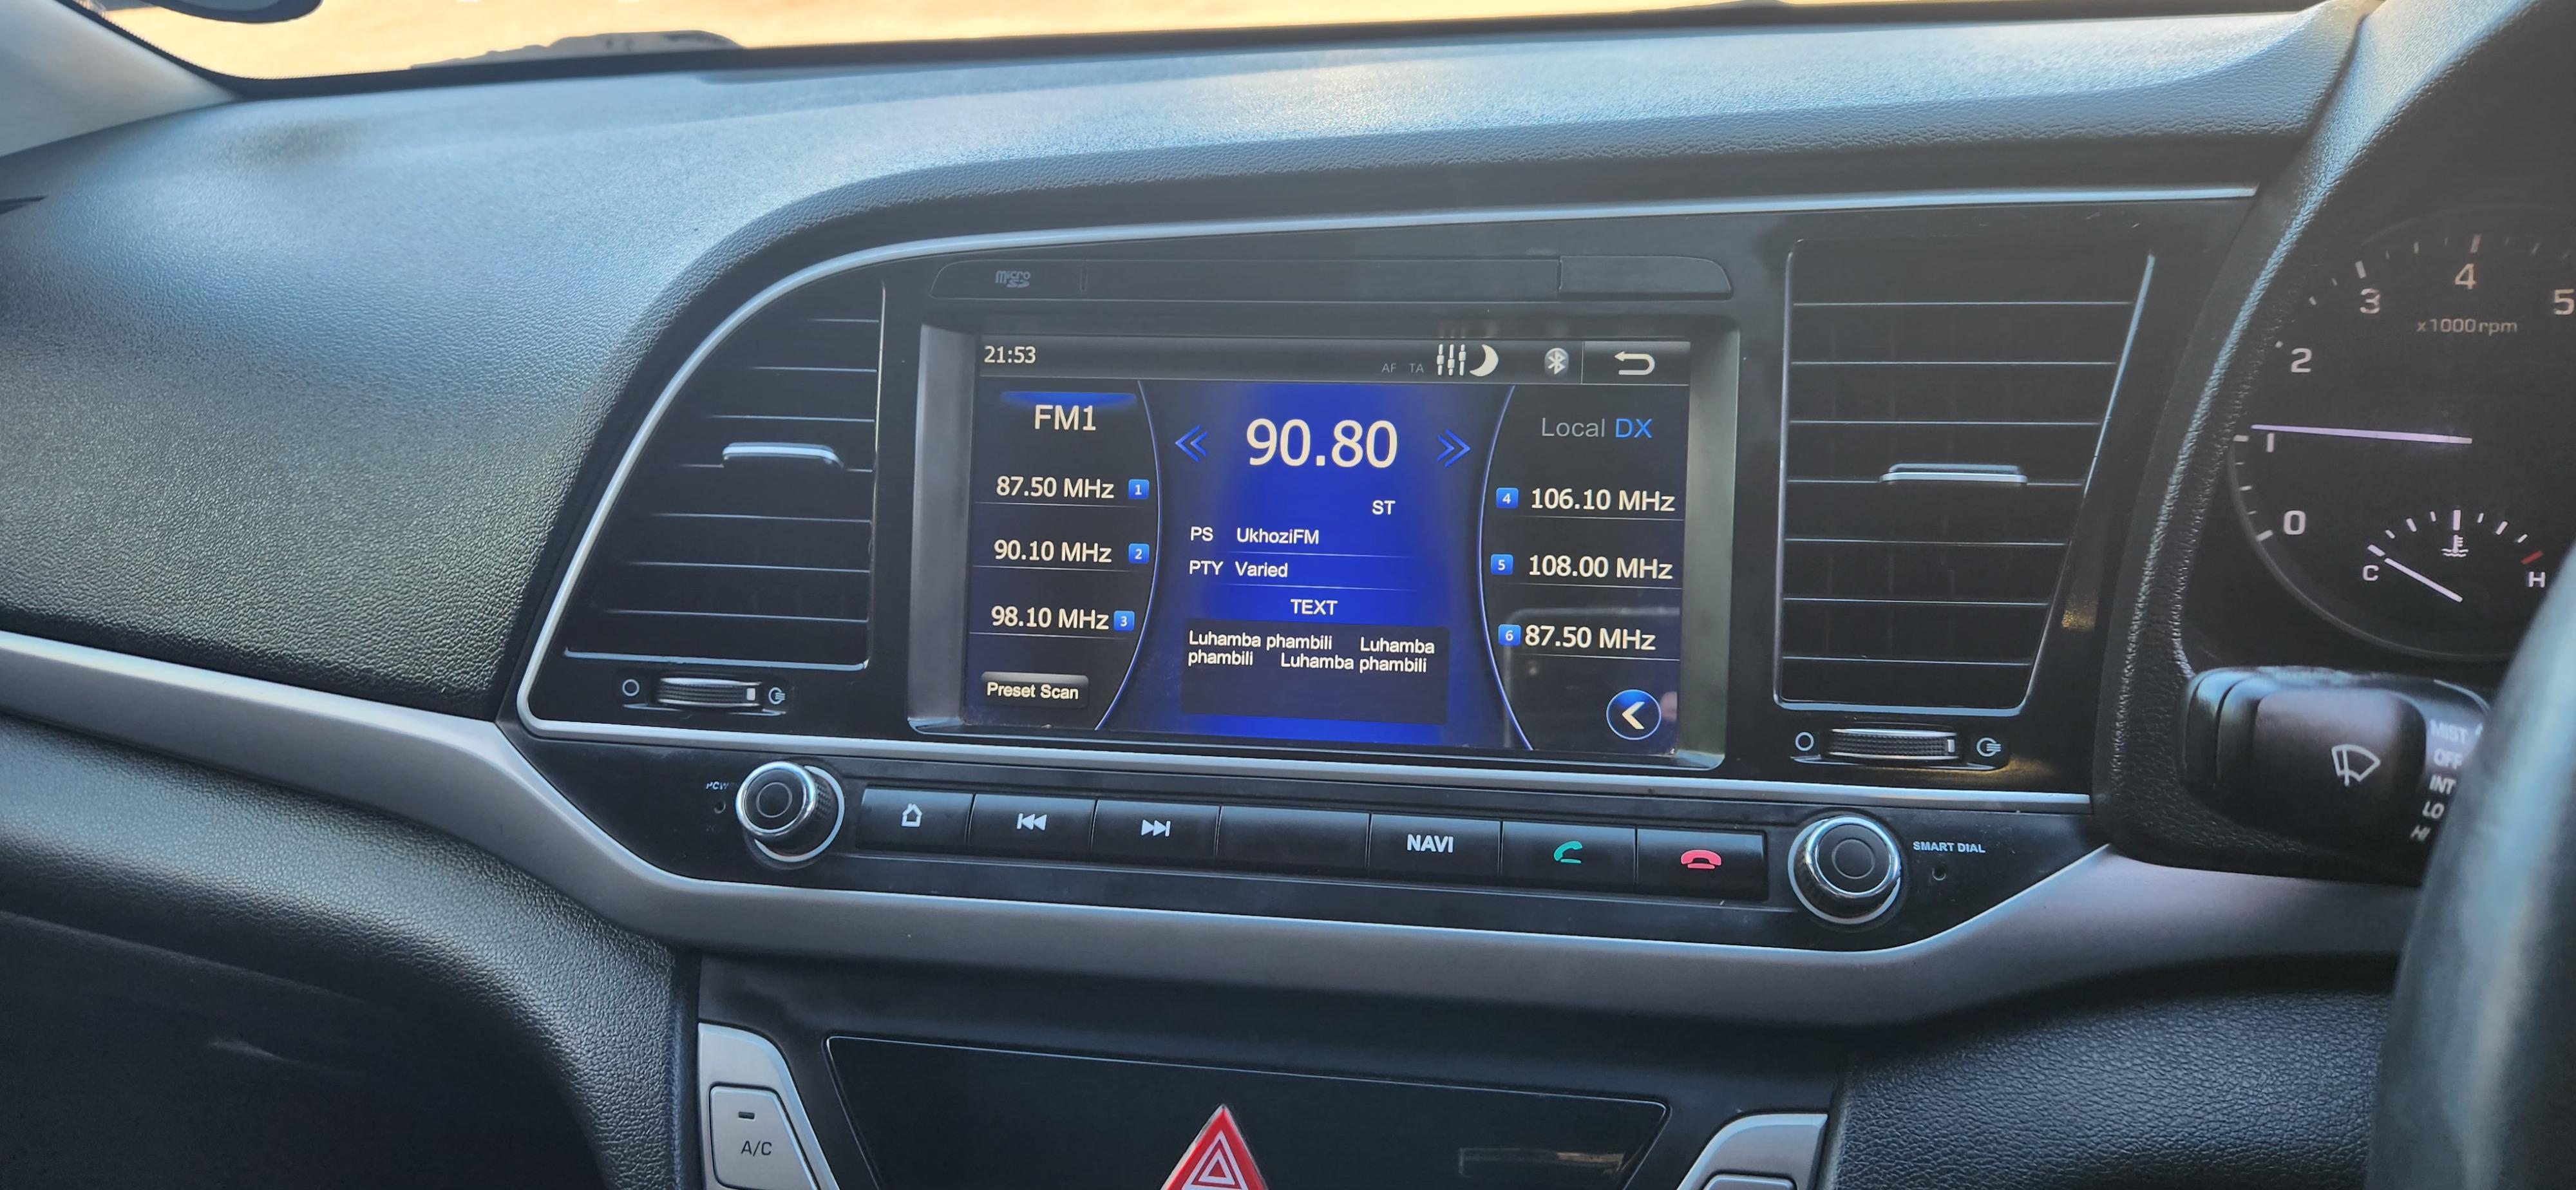 micro SD
21:53
AF TA
FM1
90.80
Local DX
ST
87.50 MHz 1
90.10 MHz 2
98.10 MHz 3
Preset Scan
PS UkhoziFM
PTY Varied
TEXT
Luhamba phambili Luhamba
phambili Luhamba phambili
4 106.10 MHz
5 108.00 MHz
6 87.50 MHz
NAVI
SMART DIAL
A/C
0
1
2
3
4
5
x1000rpm
C
H
MIST
OFF
INT
LO
HI